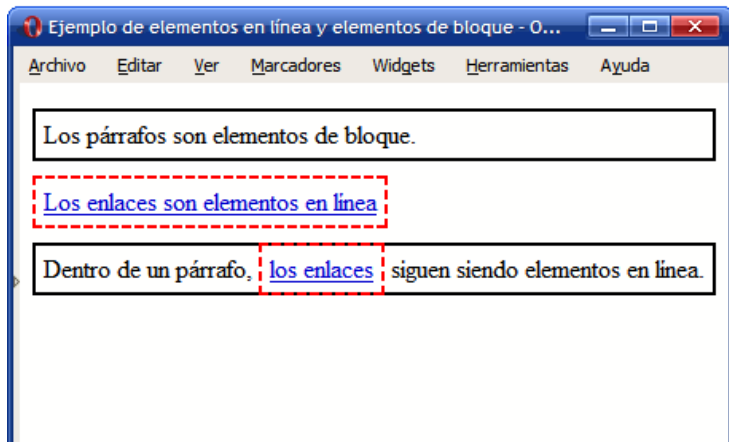 Ejemplo de elementos en línea y elementos de bloque - O...
Archivo Editar Ver Marcadores Widgets Herramientas Ayuda
Los párrafos son elementos de bloque.
Los enlaces son elementos en línea
Dentro de un párrafo, los enlaces siguen siendo elementos en línea.